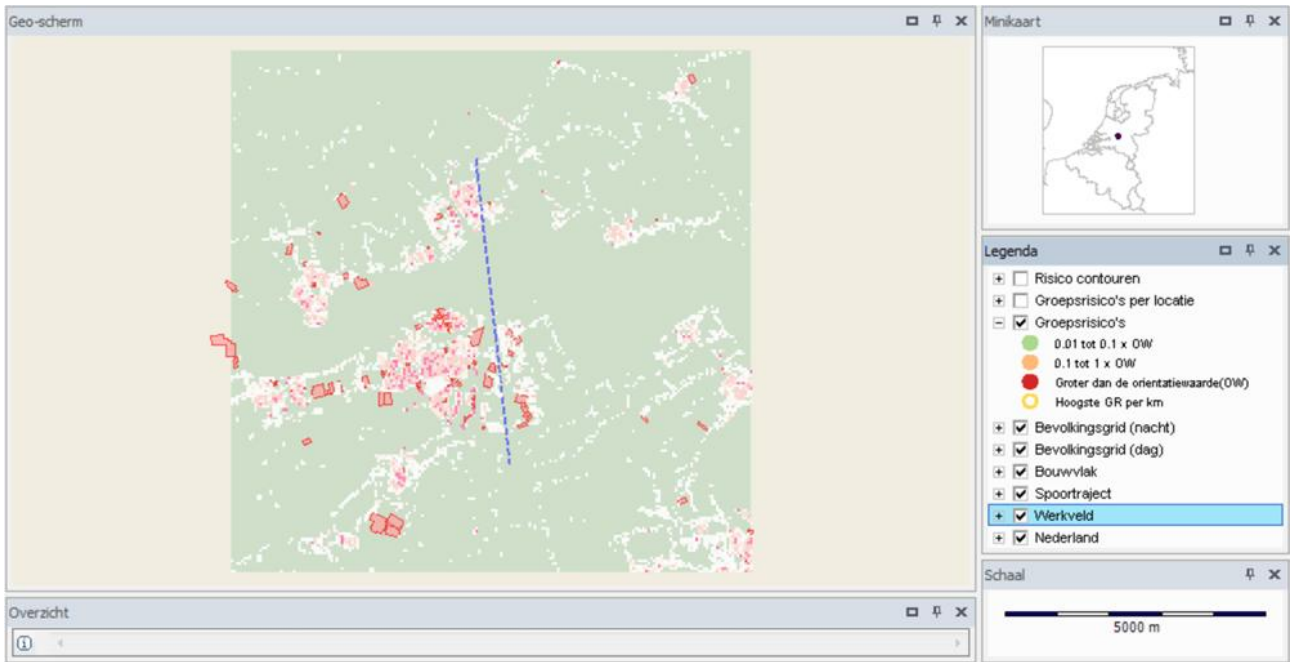 Geo-scherm
Minikaart
Legenda
Risico contouren
Groepsrisico's per locatie
Groepsrisico's
0.01 tot 0.1 x OW
0.1 tot 1 x OW
Groter dan de orientatiewaarde(OW)
Hoogste GR per km
Bevolkingsgrid (nacht)
Bevolkingsgrid (dag)
Bouwvlak
Spoortraject
Werkveld
Nederland
Schaal
5000 m
Overzicht